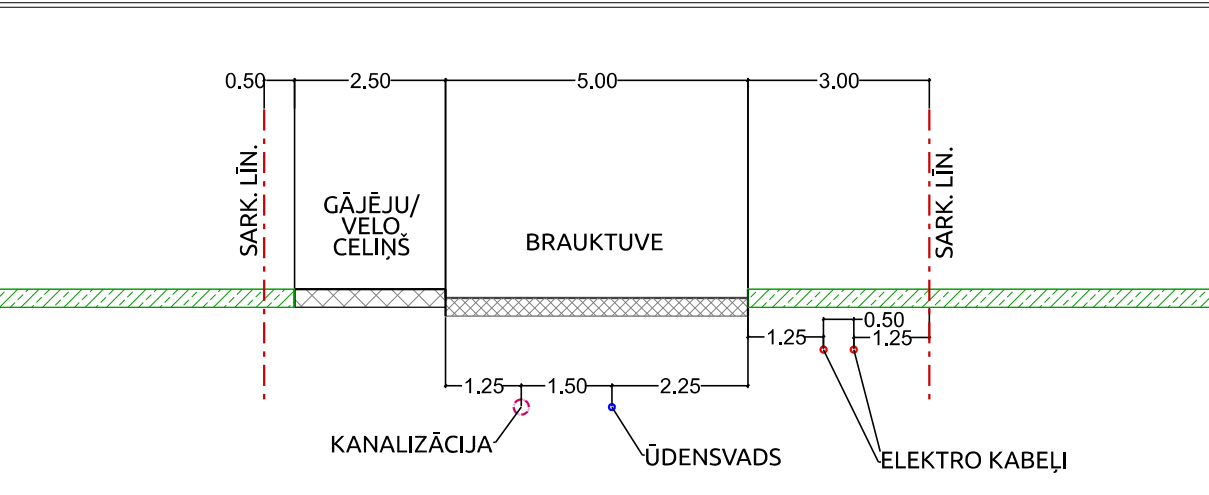 0.50 2.50 5.00 3.00
SARK. LĪN.
GĀJĒJU/
VELO
CELIŅŠ
BRAUKTUVE
SARK. LĪN.
0.50
1.25 1.25
1.25 1.50 2.25
KANALIZĀCIJA
ŪDENSVADS
ELEKTRO KABEĻI